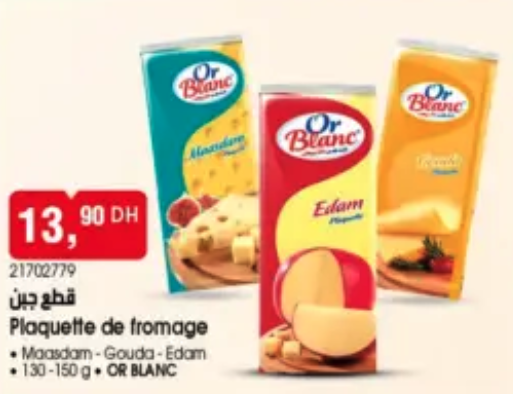 Or
Blanc
Maasdam
Or
Blanc
Edam
Plaquette
Or
Blanc
Gouda
13,90 DH
21702779
قطع جبن
Plaquette de fromage
• Maasdam - Gouda - Edam
• 130 -150 g • OR BLANC